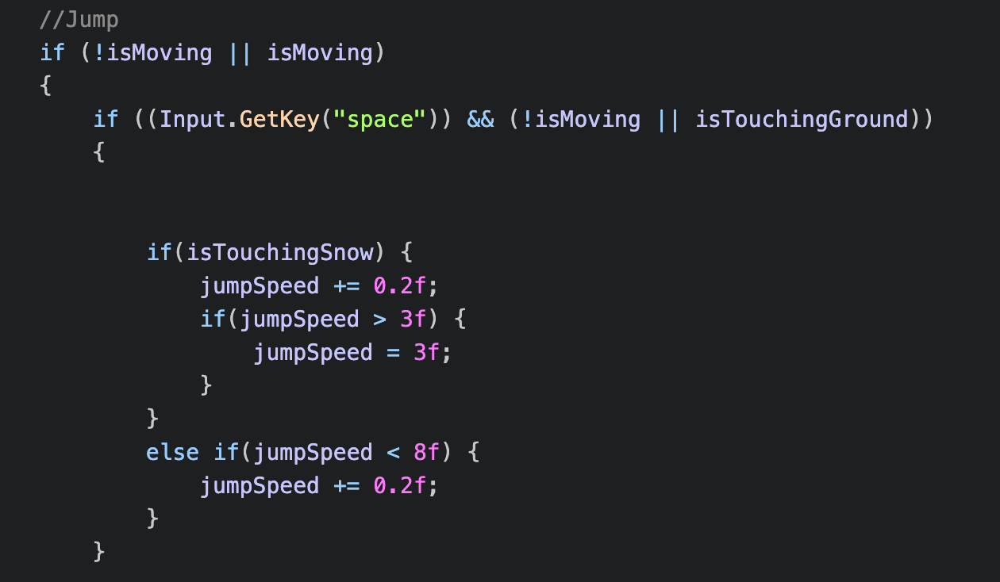 //Jump
if (!isMoving || isMoving)
{
    if ((Input.GetKey("space")) && (!isMoving || isTouchingGround))
    {


        if(isTouchingSnow) {
            jumpSpeed += 0.2f;
            if(jumpSpeed > 3f) {
                jumpSpeed = 3f;
            }
        }
        else if(jumpSpeed < 8f) {
            jumpSpeed += 0.2f;
        }
    }